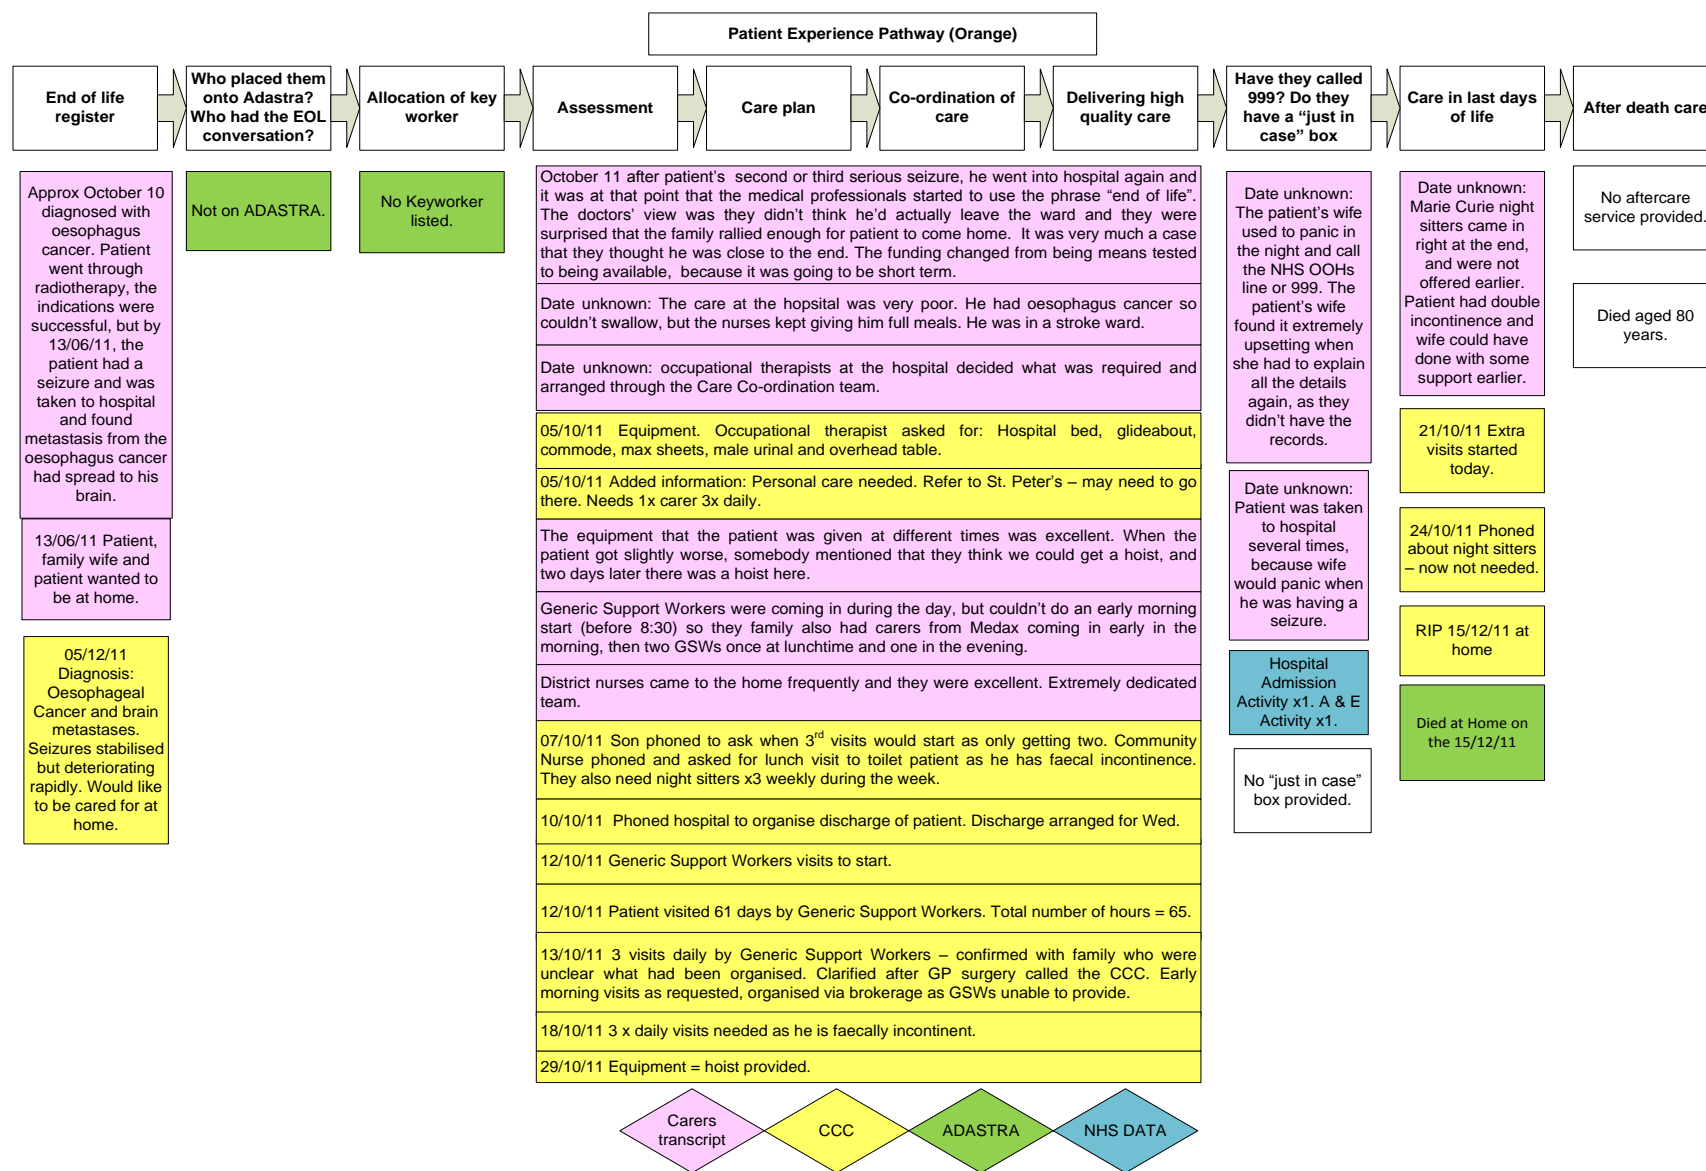 Patient Experience Pathway (Orange)
End of life
register
Who placed them
onto Adastra?
Who had the EOL
conversation?
Allocation of key
worker
Assessment
Care plan
Co-ordination of
care
Delivering high
quality care
Have they called
999? Do they
have a “just in
case” box
Care in last days
of life
After death care
Approx October 10
diagnosed with
oesophagus
cancer. Patient
went through
radiotherapy, the
indications were
successful, but by
13/06/11, the
patient had a
seizure and was
taken to hospital
and found
metastasis from the
oesophagus cancer
had spread to his
brain.
13/06/11 Patient,
family wife and
patient wanted to
be at home.
05/12/11
Diagnosis:
Oesophageal
Cancer and brain
metastases.
Seizures stabilised
but deteriorating
rapidly. Would like
to be cared for at
home.
Not on ADASTRA.
No Keyworker
listed.
October 11 after patient’s second or third serious seizure, he went into hospital again and
it was at that point that the medical professionals started to use the phrase “end of life”.
The doctors’ view was they didn’t think he’d actually leave the ward and they were
surprised that the family rallied enough for patient to come home. It was very much a case
that they thought he was close to the end. The funding changed from being means tested
to being available, because it was going to be short term.
Date unknown: The care at the hopsital was very poor. He had oesophagus cancer so
couldn’t swallow, but the nurses kept giving him full meals. He was in a stroke ward.
Date unknown: occupational therapists at the hospital decided what was required and
arranged through the Care Co-ordination team.
05/10/11 Equipment. Occupational therapist asked for: Hospital bed, glideabout,
commode, max sheets, male urinal and overhead table.
05/10/11 Added information: Personal care needed. Refer to St. Peter’s – may need to go
there. Needs 1x carer 3x daily.
The equipment that the patient was given at different times was excellent. When the
patient got slightly worse, somebody mentioned that they think we could get a hoist, and
two days later there was a hoist here.
Generic Support Workers were coming in during the day, but couldn’t do an early morning
start (before 8:30) so they family also had carers from Medax coming in early in the
morning, then two GSWs once at lunchtime and one in the evening.
District nurses came to the home frequently and they were excellent. Extremely dedicated
team.
07/10/11 Son phoned to ask when 3rd visits would start as only getting two. Community
Nurse phoned and asked for lunch visit to toilet patient as he has faecal incontinence.
They also need night sitters x3 weekly during the week.
10/10/11 Phoned hospital to organise discharge of patient. Discharge arranged for Wed.
12/10/11 Generic Support Workers visits to start.
12/10/11 Patient visited 61 days by Generic Support Workers. Total number of hours = 65.
13/10/11 3 visits daily by Generic Support Workers – confirmed with family who were
unclear what had been organised. Clarified after GP surgery called the CCC. Early
morning visits as requested, organised via brokerage as GSWs unable to provide.
18/10/11 3 x daily visits needed as he is faecally incontinent.
29/10/11 Equipment = hoist provided.
Date unknown:
The patient’s wife
used to panic in
the night and call
the NHS OOHs
line or 999. The
patient’s wife
found it extremely
upsetting when
she had to explain
all the details
again, as they
didn’t have the
records.
Date unknown:
Patient was taken
to hospital
several times,
because wife
would panic when
he was having a
seizure.
Hospital
Admission
Activity x1. A & E
Activity x1.
No “just in case”
box provided.
Date unknown:
Marie Curie night
sitters came in
right at the end,
and were not
offered earlier.
Patient had double
incontinence and
wife could have
done with some
support earlier.
21/10/11 Extra
visits started
today.
24/10/11 Phoned
about night sitters
– now not needed.
RIP 15/12/11 at
home
Died at Home on
the 15/12/11
No aftercare
service provided.
Died aged 80
years.
Carers
transcript
CCC
ADASTRA
NHS DATA